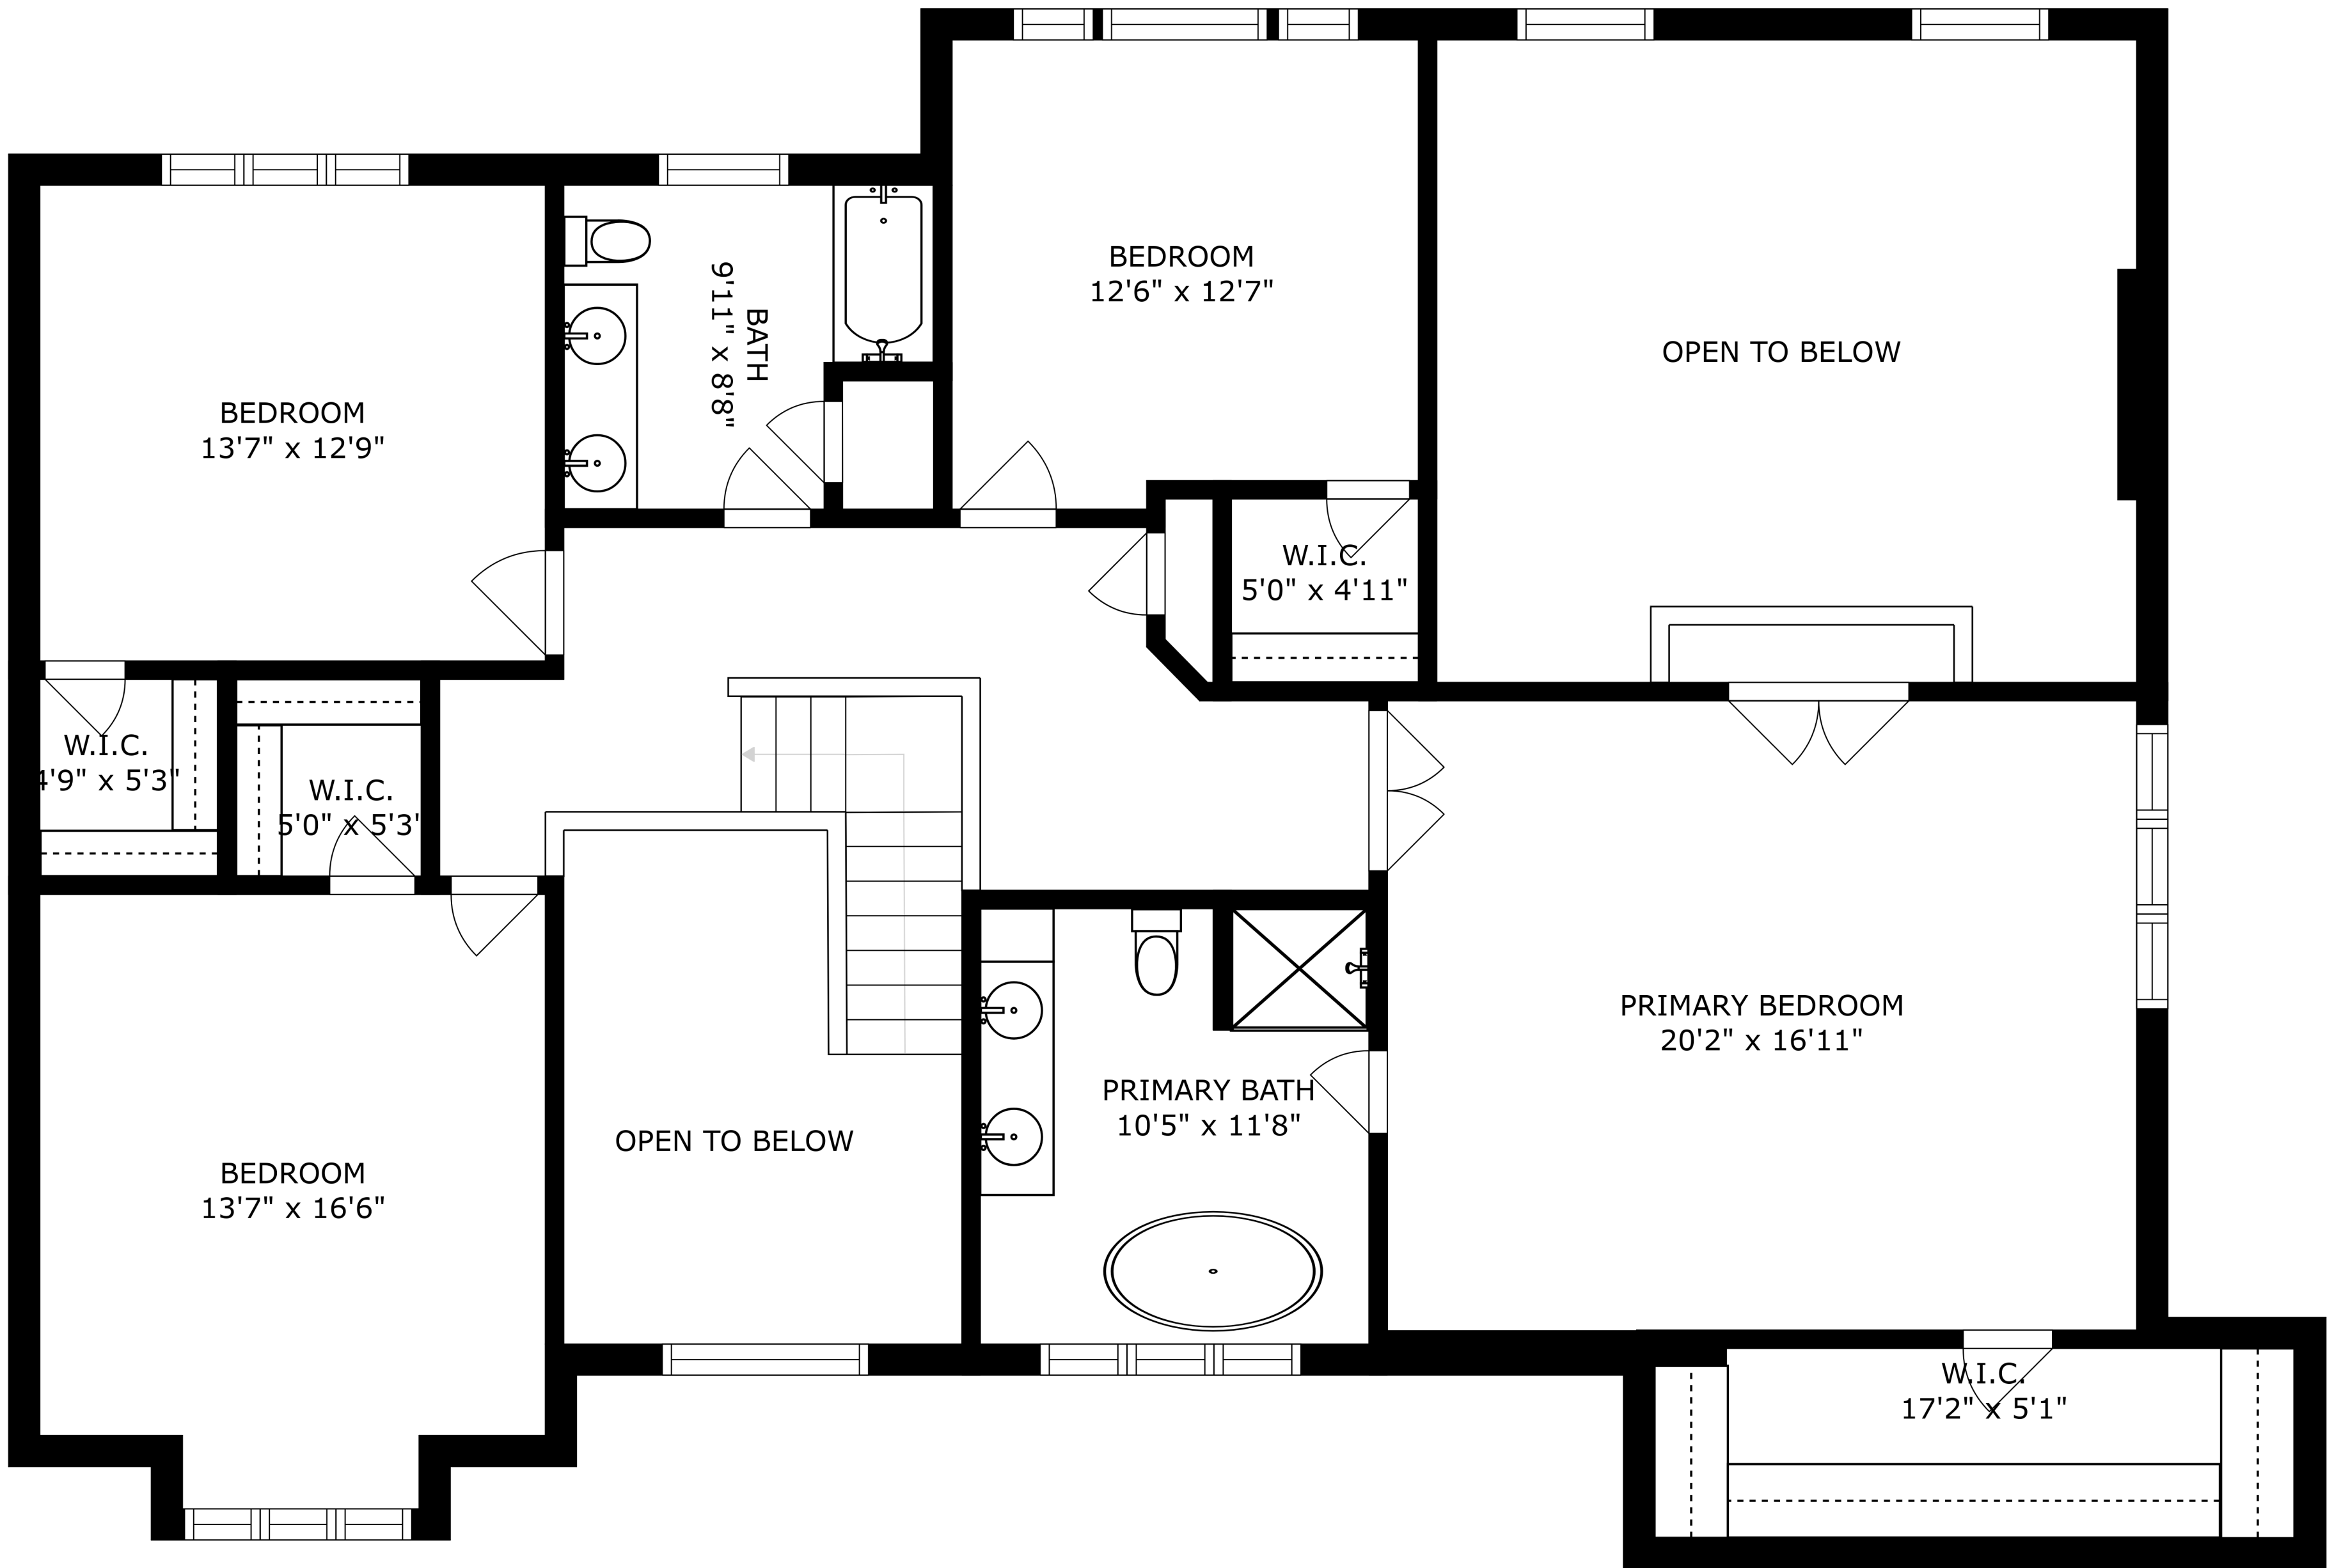 BEDROOM
12'6" x 12'7"
OPEN TO BELOW
BATH
9'11" x 8'8"
BEDROOM
13'7" x 12'9"
W.I.C.
5'0" x 4'11"
W.I.C.
4'9" x 5'3"
W.I.C.
5'0" x 5'3"
PRIMARY BEDROOM
20'2" x 16'11"
PRIMARY BATH
10'5" x 11'8"
OPEN TO BELOW
BEDROOM
13'7" x 16'6"
W.I.C.
17'2" x 5'1"